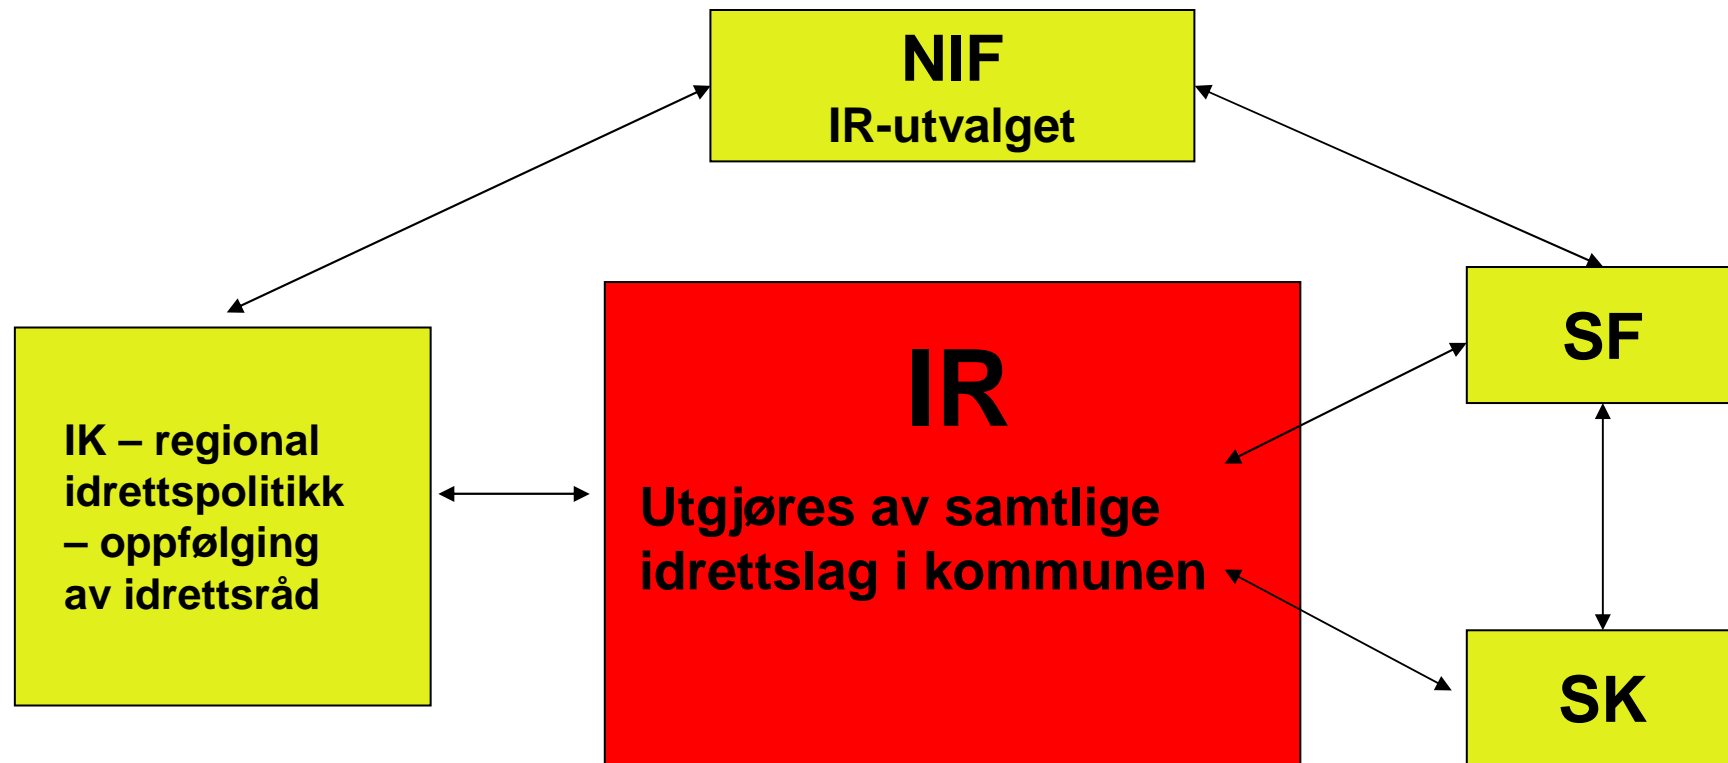 NIF
IR-utvalget
SF
IR
IK – regional
idrettspolitikk
– oppfølging
av idrettsråd
Utgjøres av samtlige
idrettslag i kommunen
SK